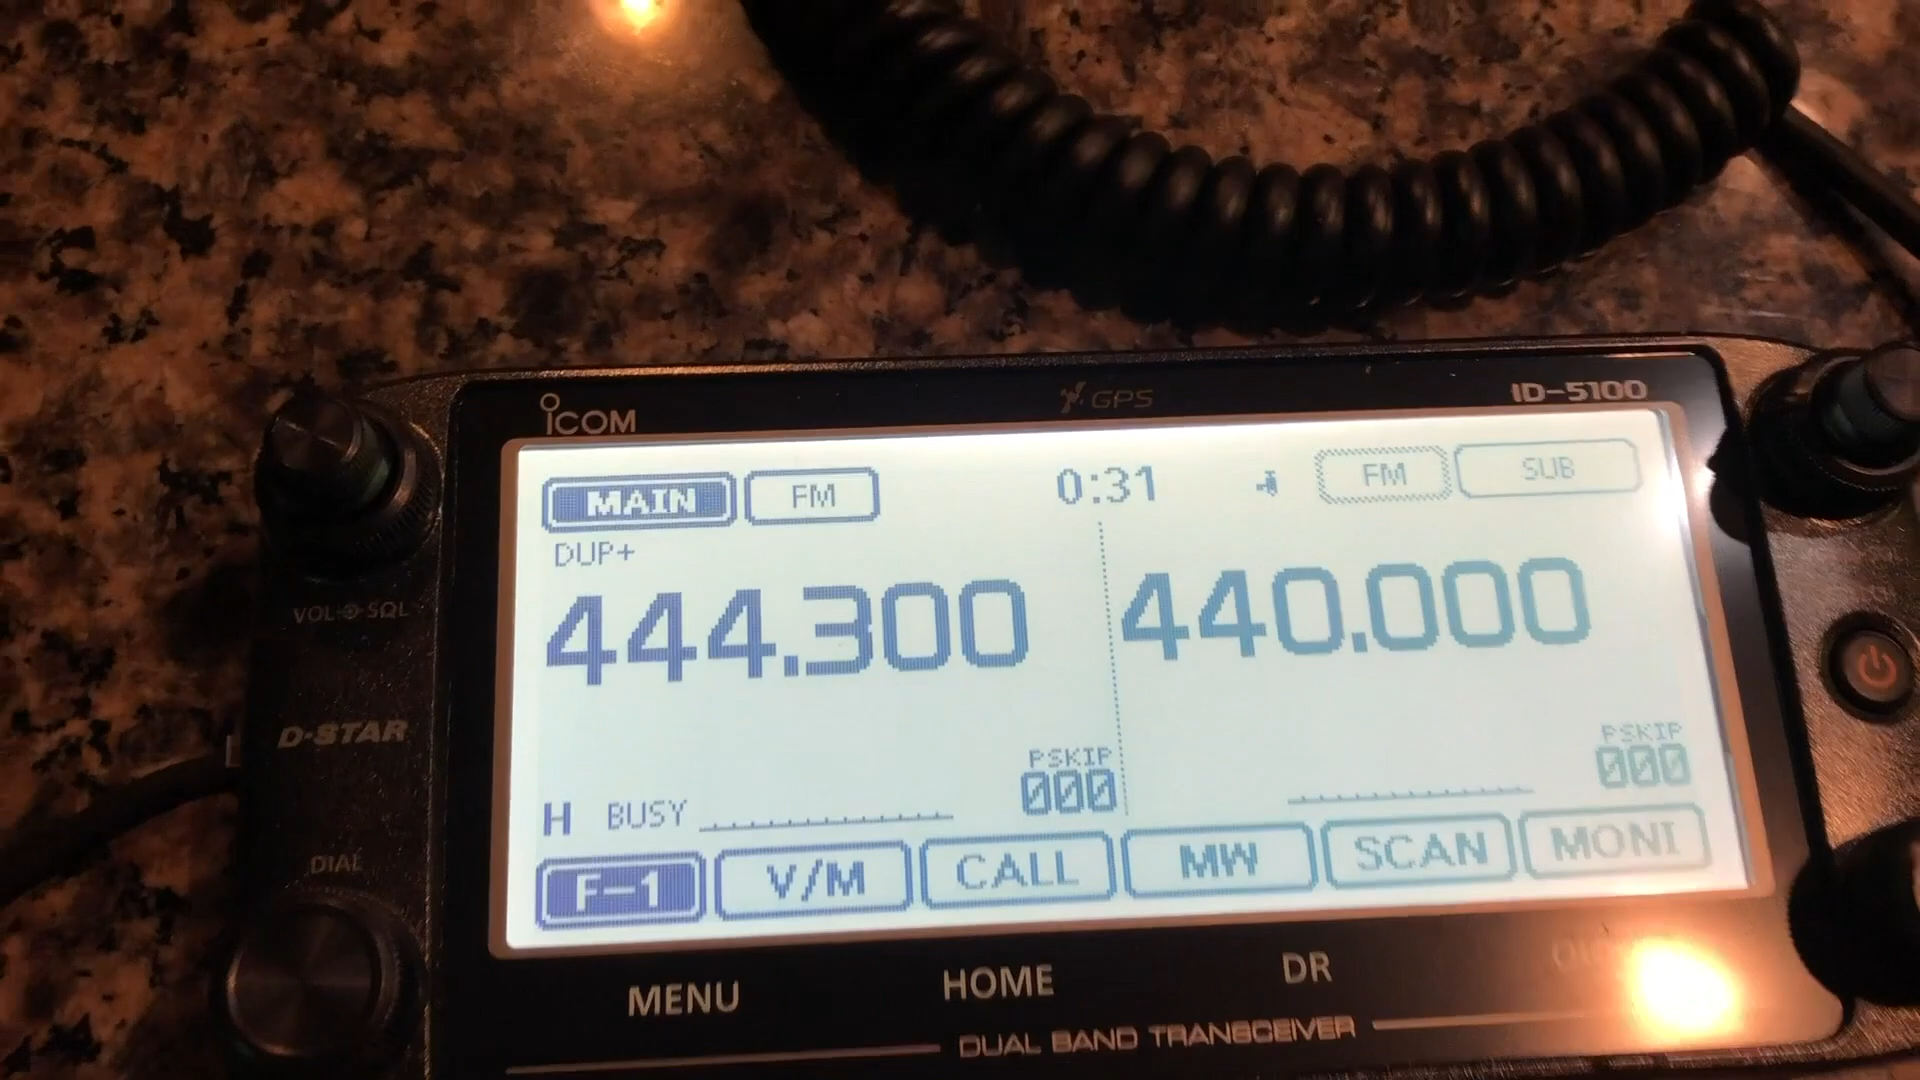 ICOM
GPS
ID-5100
MAIN FM 0:31 FM SUB
DUP+
444.300 440.000
PSKIP PSKIP
H BUSY 000 000
F-1 V/M CALL MW SCAN MONI
VOL SQL
D-STAR
DIAL
MENU HOME DR
DUAL BAND TRANSCEIVER